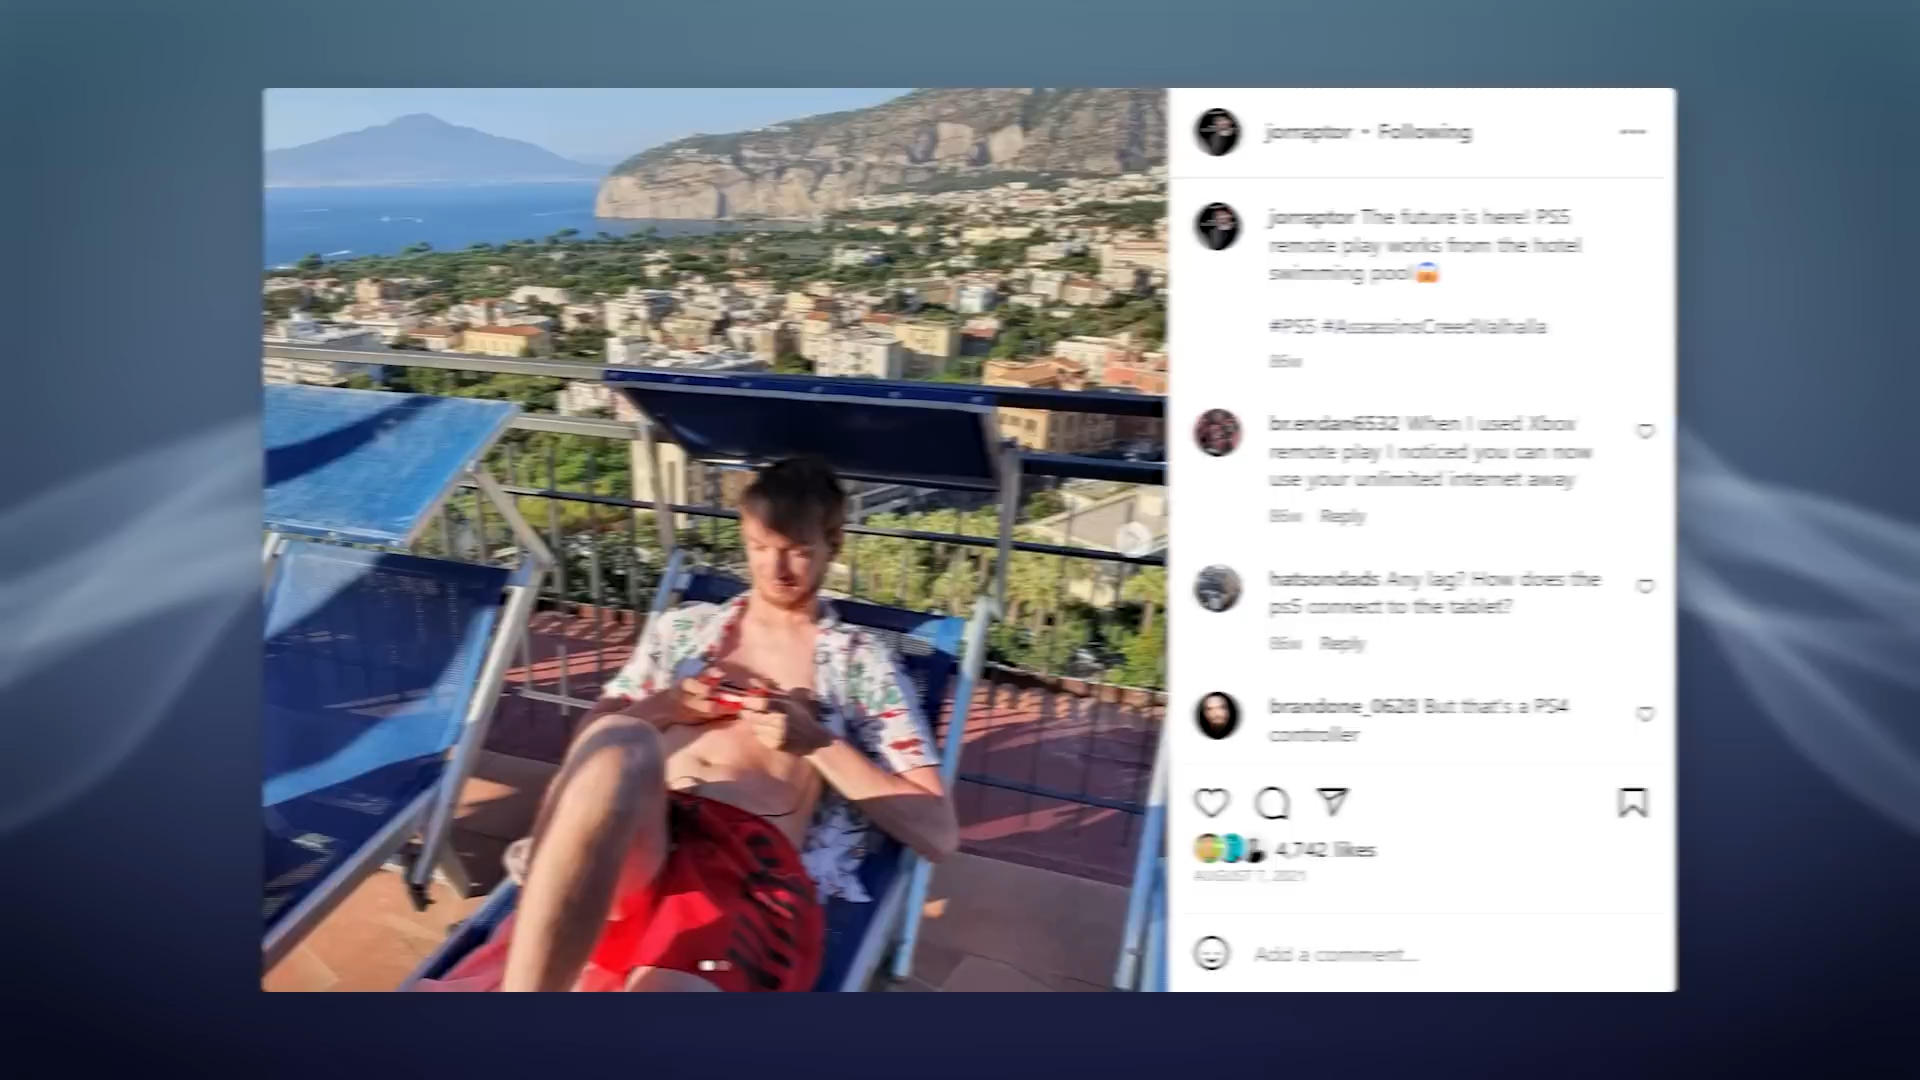 jorraptor • Following
jorraptor The future is here! PS5
remote play works from the hotel
swimming pool
#PS5 #AssassinsCreedValhalla
br.endan6532 When I used Xbox
remote play I noticed you can now
use your unlimited internet away
Reply
hatsondads Any lag? How does the
ps5 connect to the tablet?
Reply
brandone_0628 But that's a PS4
controller
4,742 likes
AUGUST 7, 2021
Add a comment...